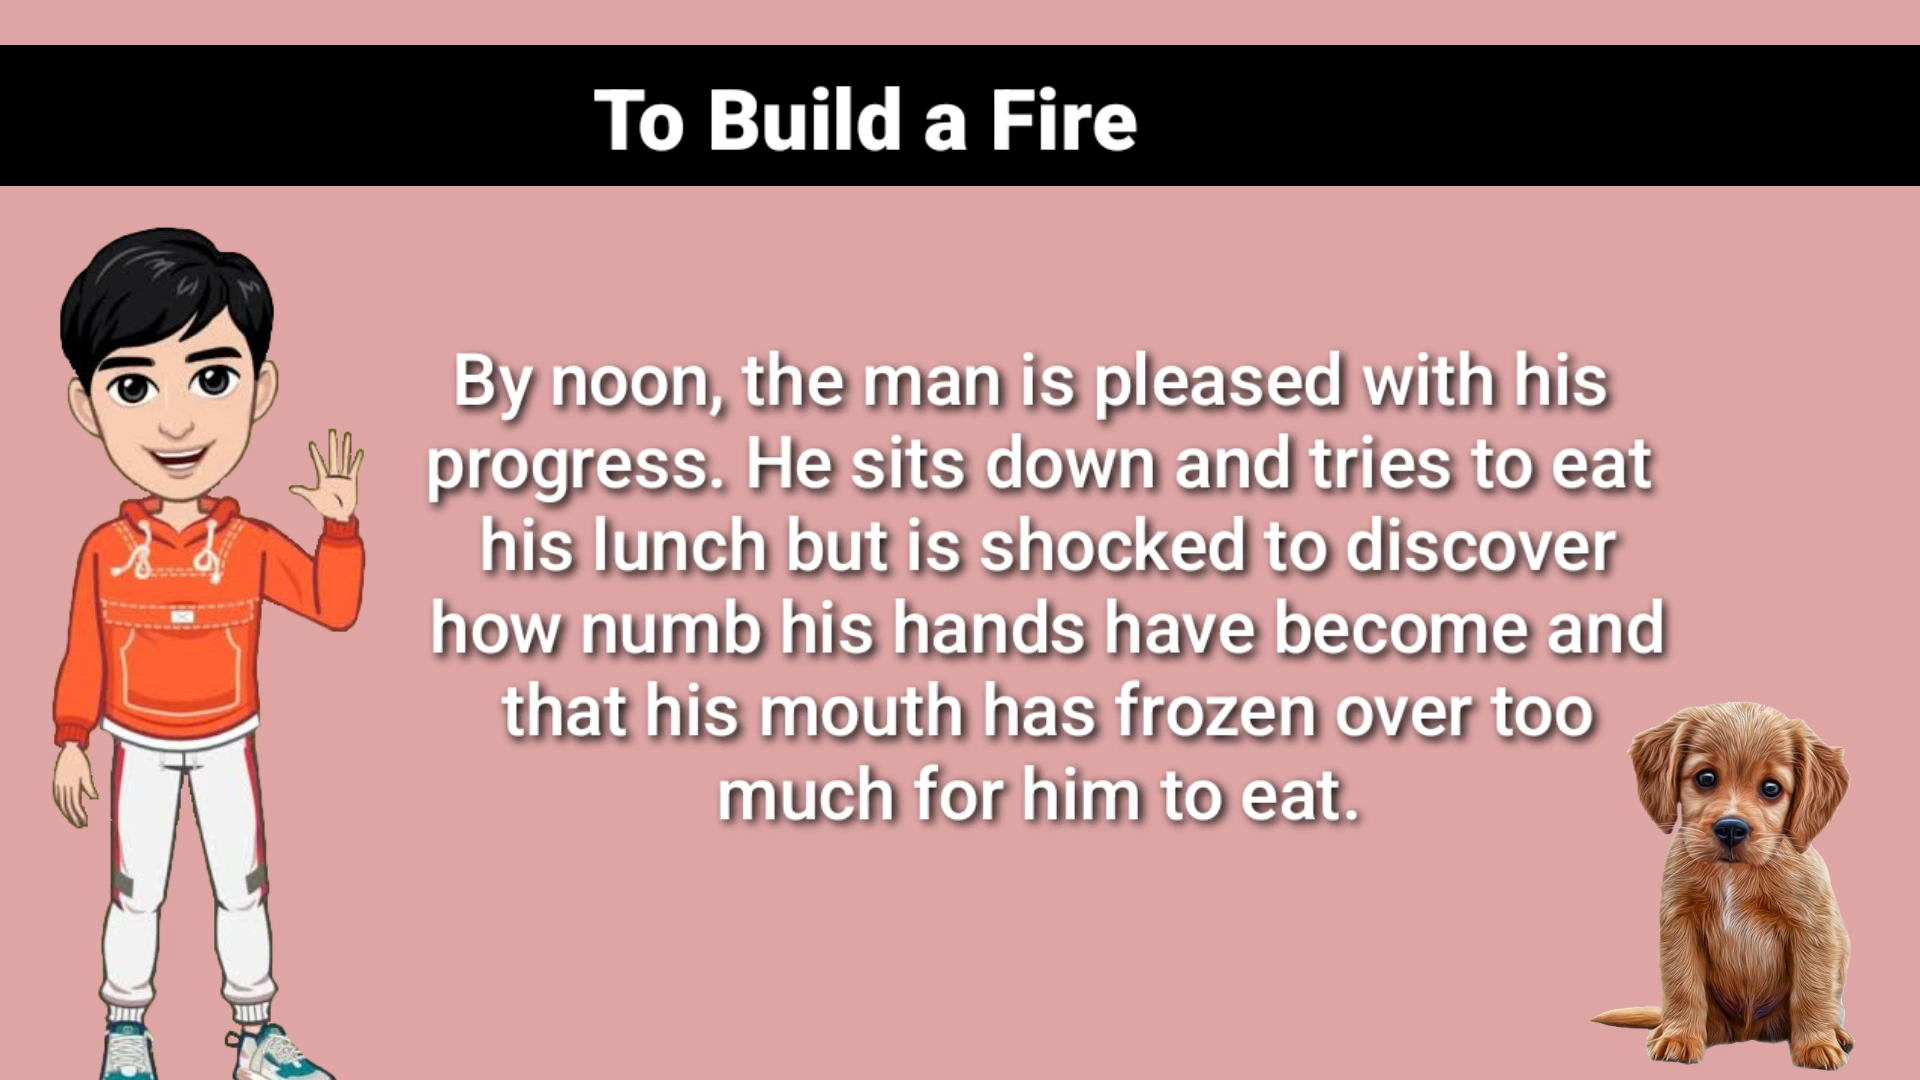 To Build a Fire
By noon, the man is pleased with his
progress. He sits down and tries to eat
his lunch but is shocked to discover
how numb his hands have become and
that his mouth has frozen over too
much for him to eat.